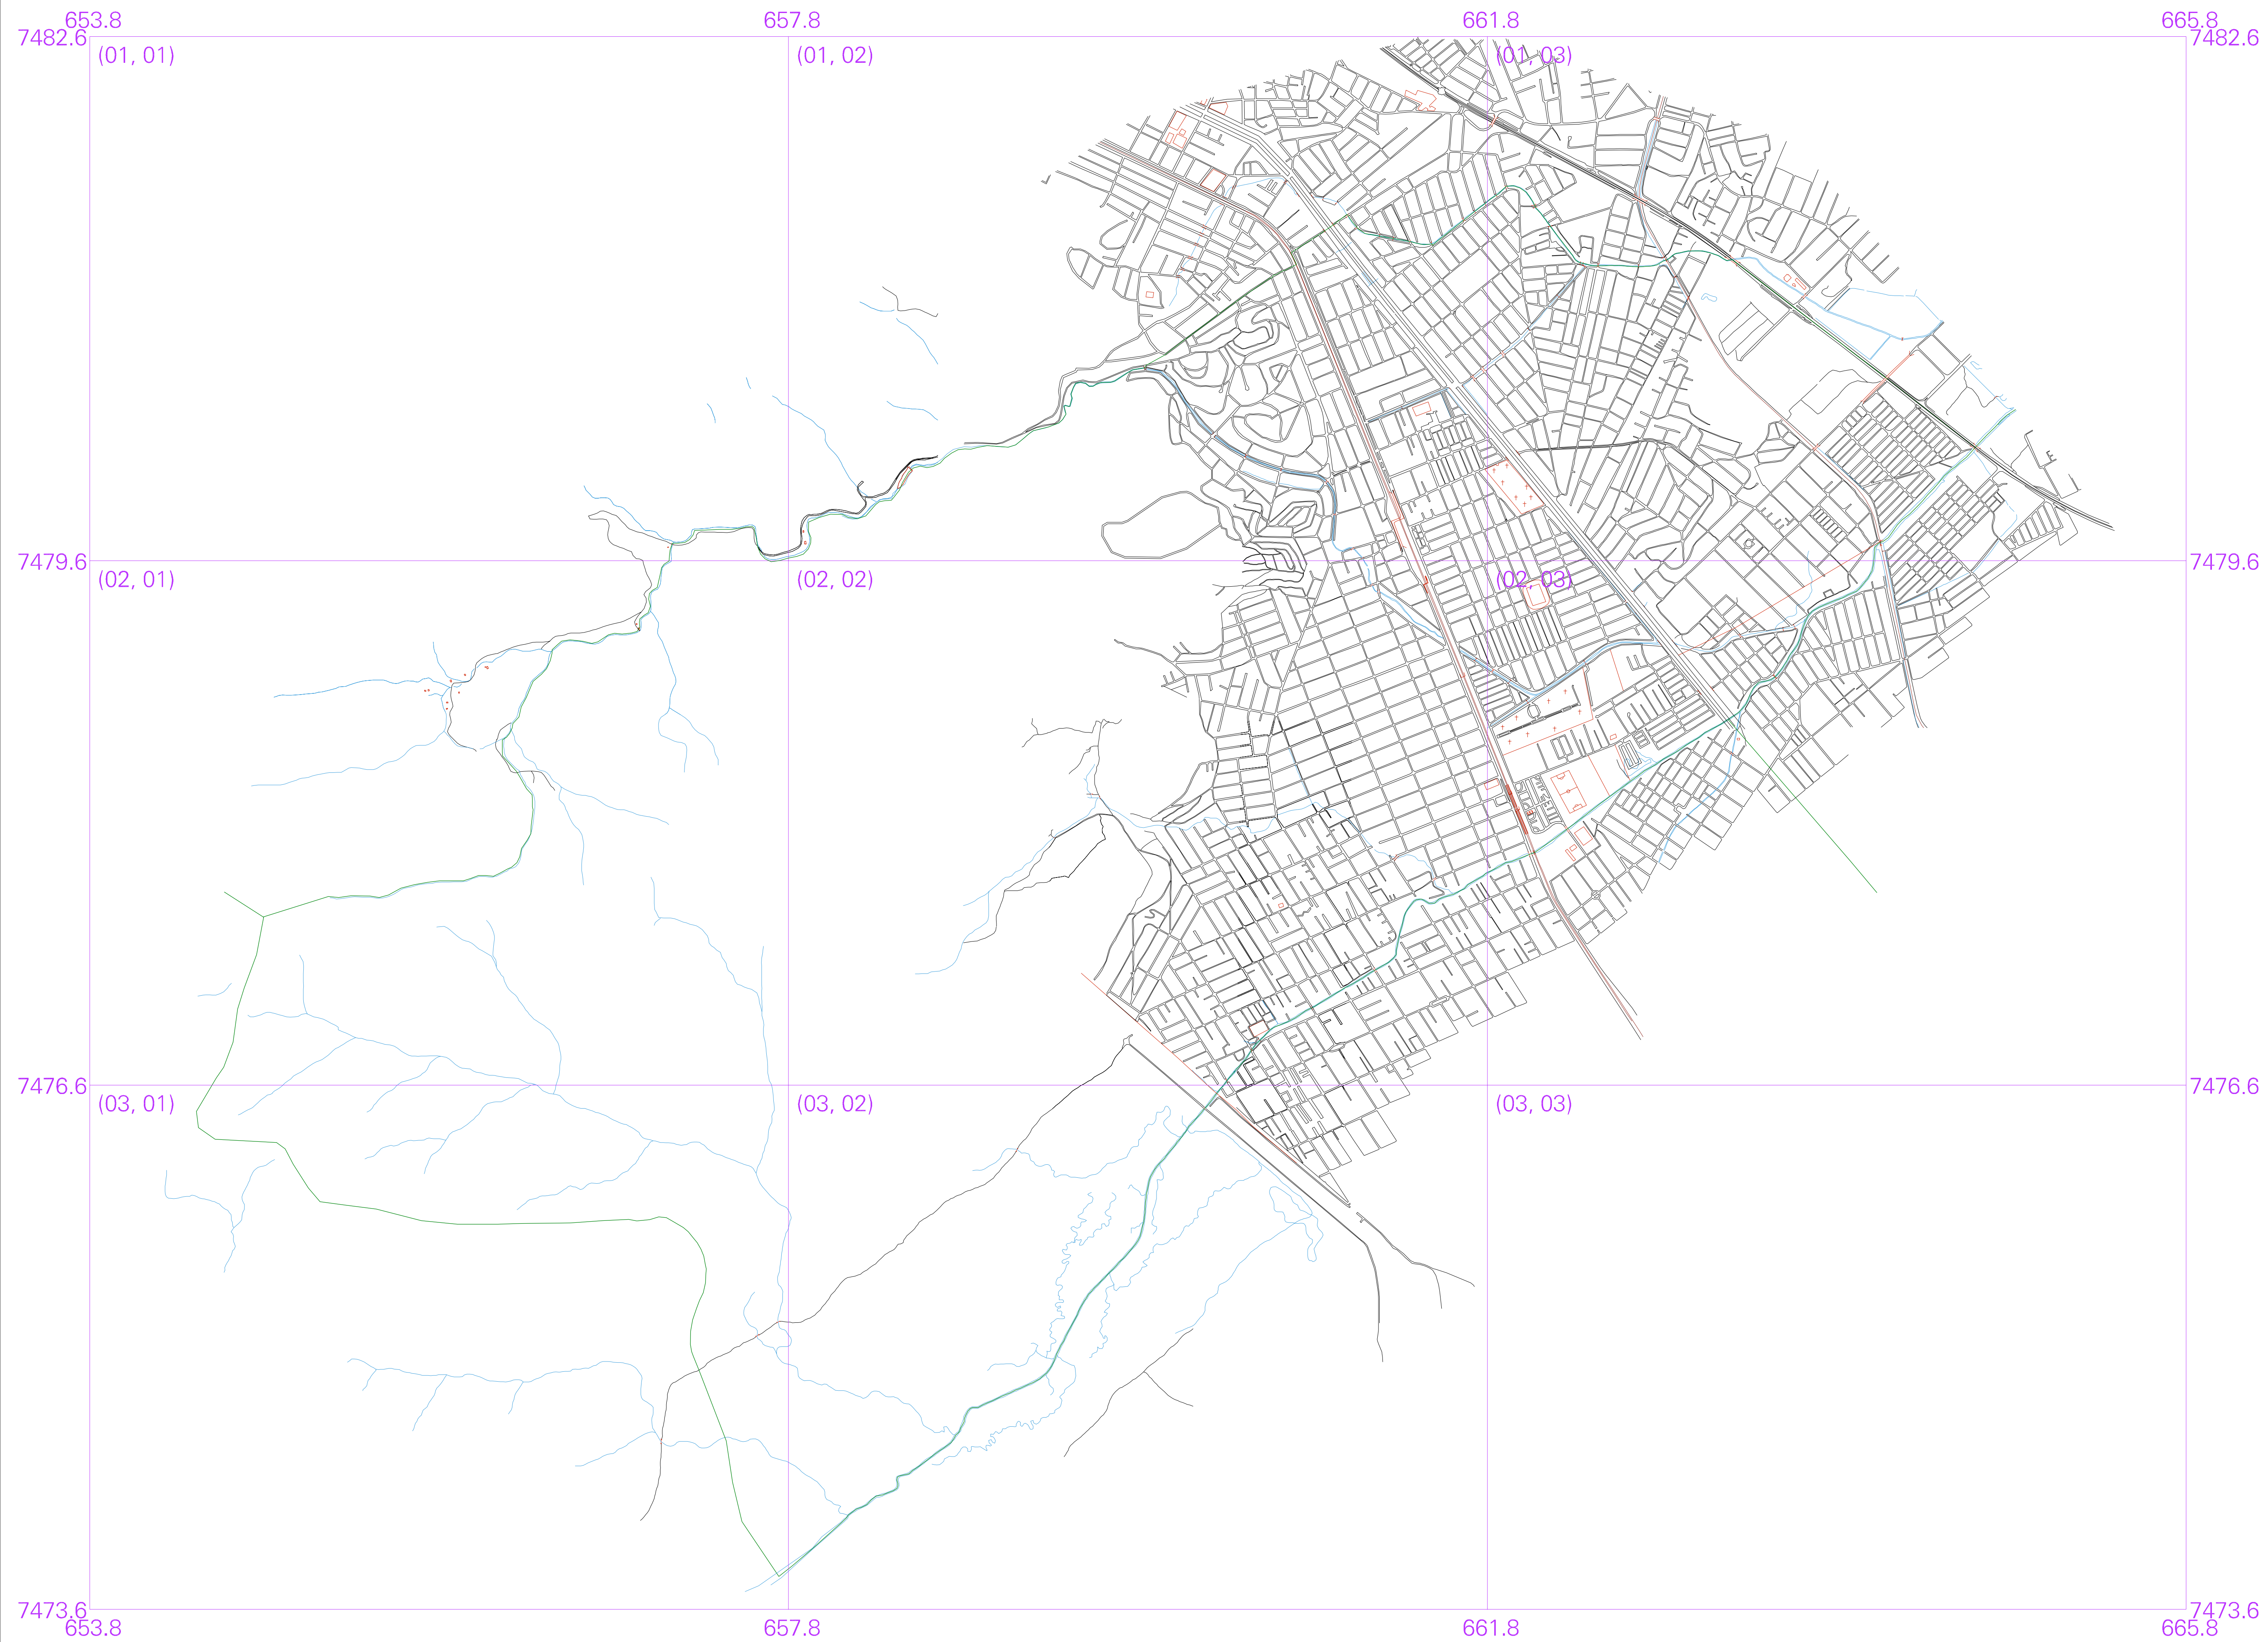 653.8 657.8 661.8 665.8
7482.6 7482.6
(01, 01) (01, 02) (01, 03)
7479.6 7479.6
(02, 01) (02, 02) (02, 03)
7476.6 7476.6
(03, 01) (03, 02) (03, 03)
7473.6 7473.6
653.8 657.8 661.8 665.8